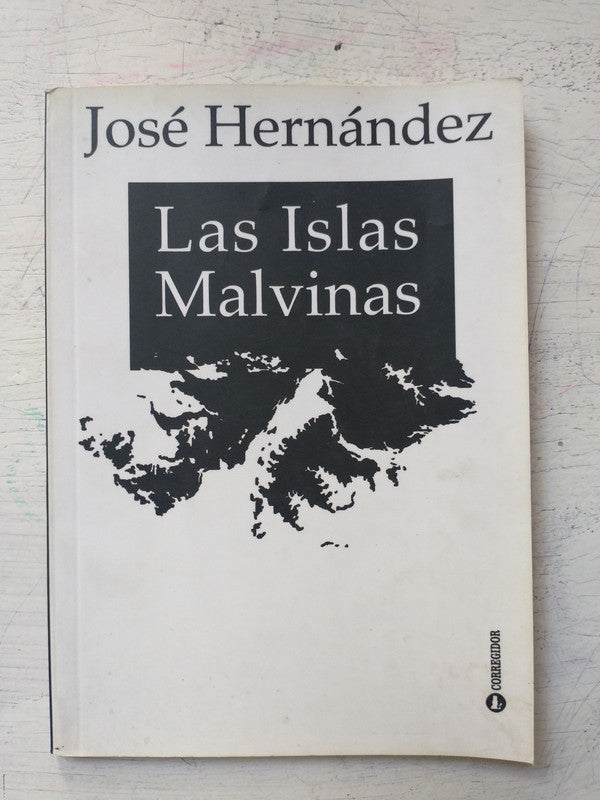 José Hernández
Las Islas
Malvinas
CORREGIDOR